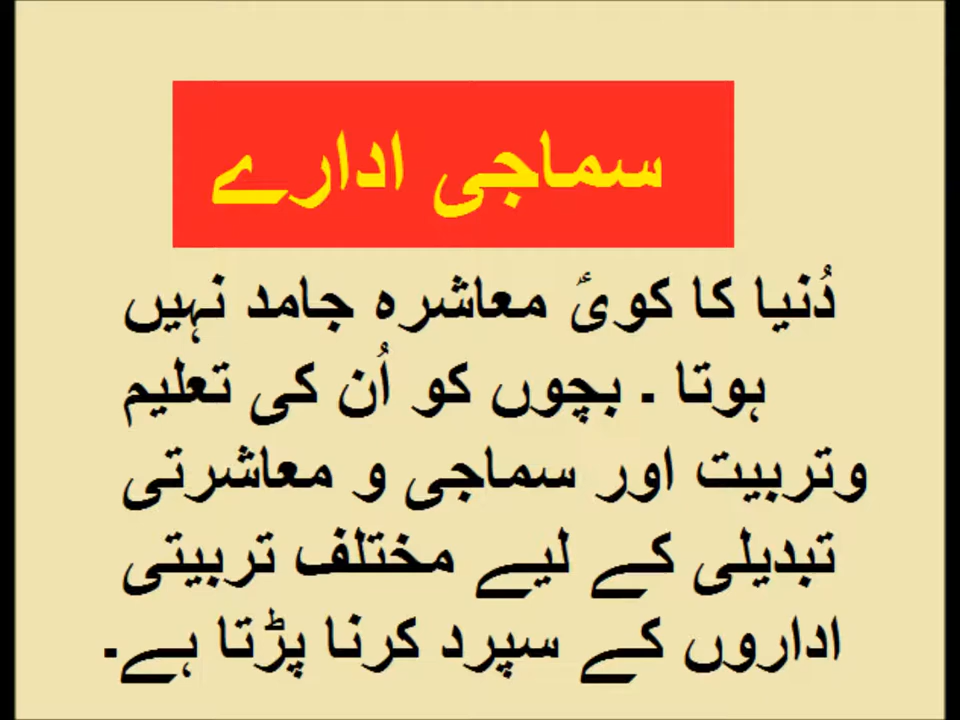 سماجی ادارے
دُنیا کا کویٔ معاشرہ جامد نہیں
ہوتا ۔ بچوں کو اُن کی تعلیم
وتربیت اور سماجی و معاشرتی
تبدیلی کے لیے مختلف تربیتی
اداروں کے سپرد کرنا پڑتا ہے۔